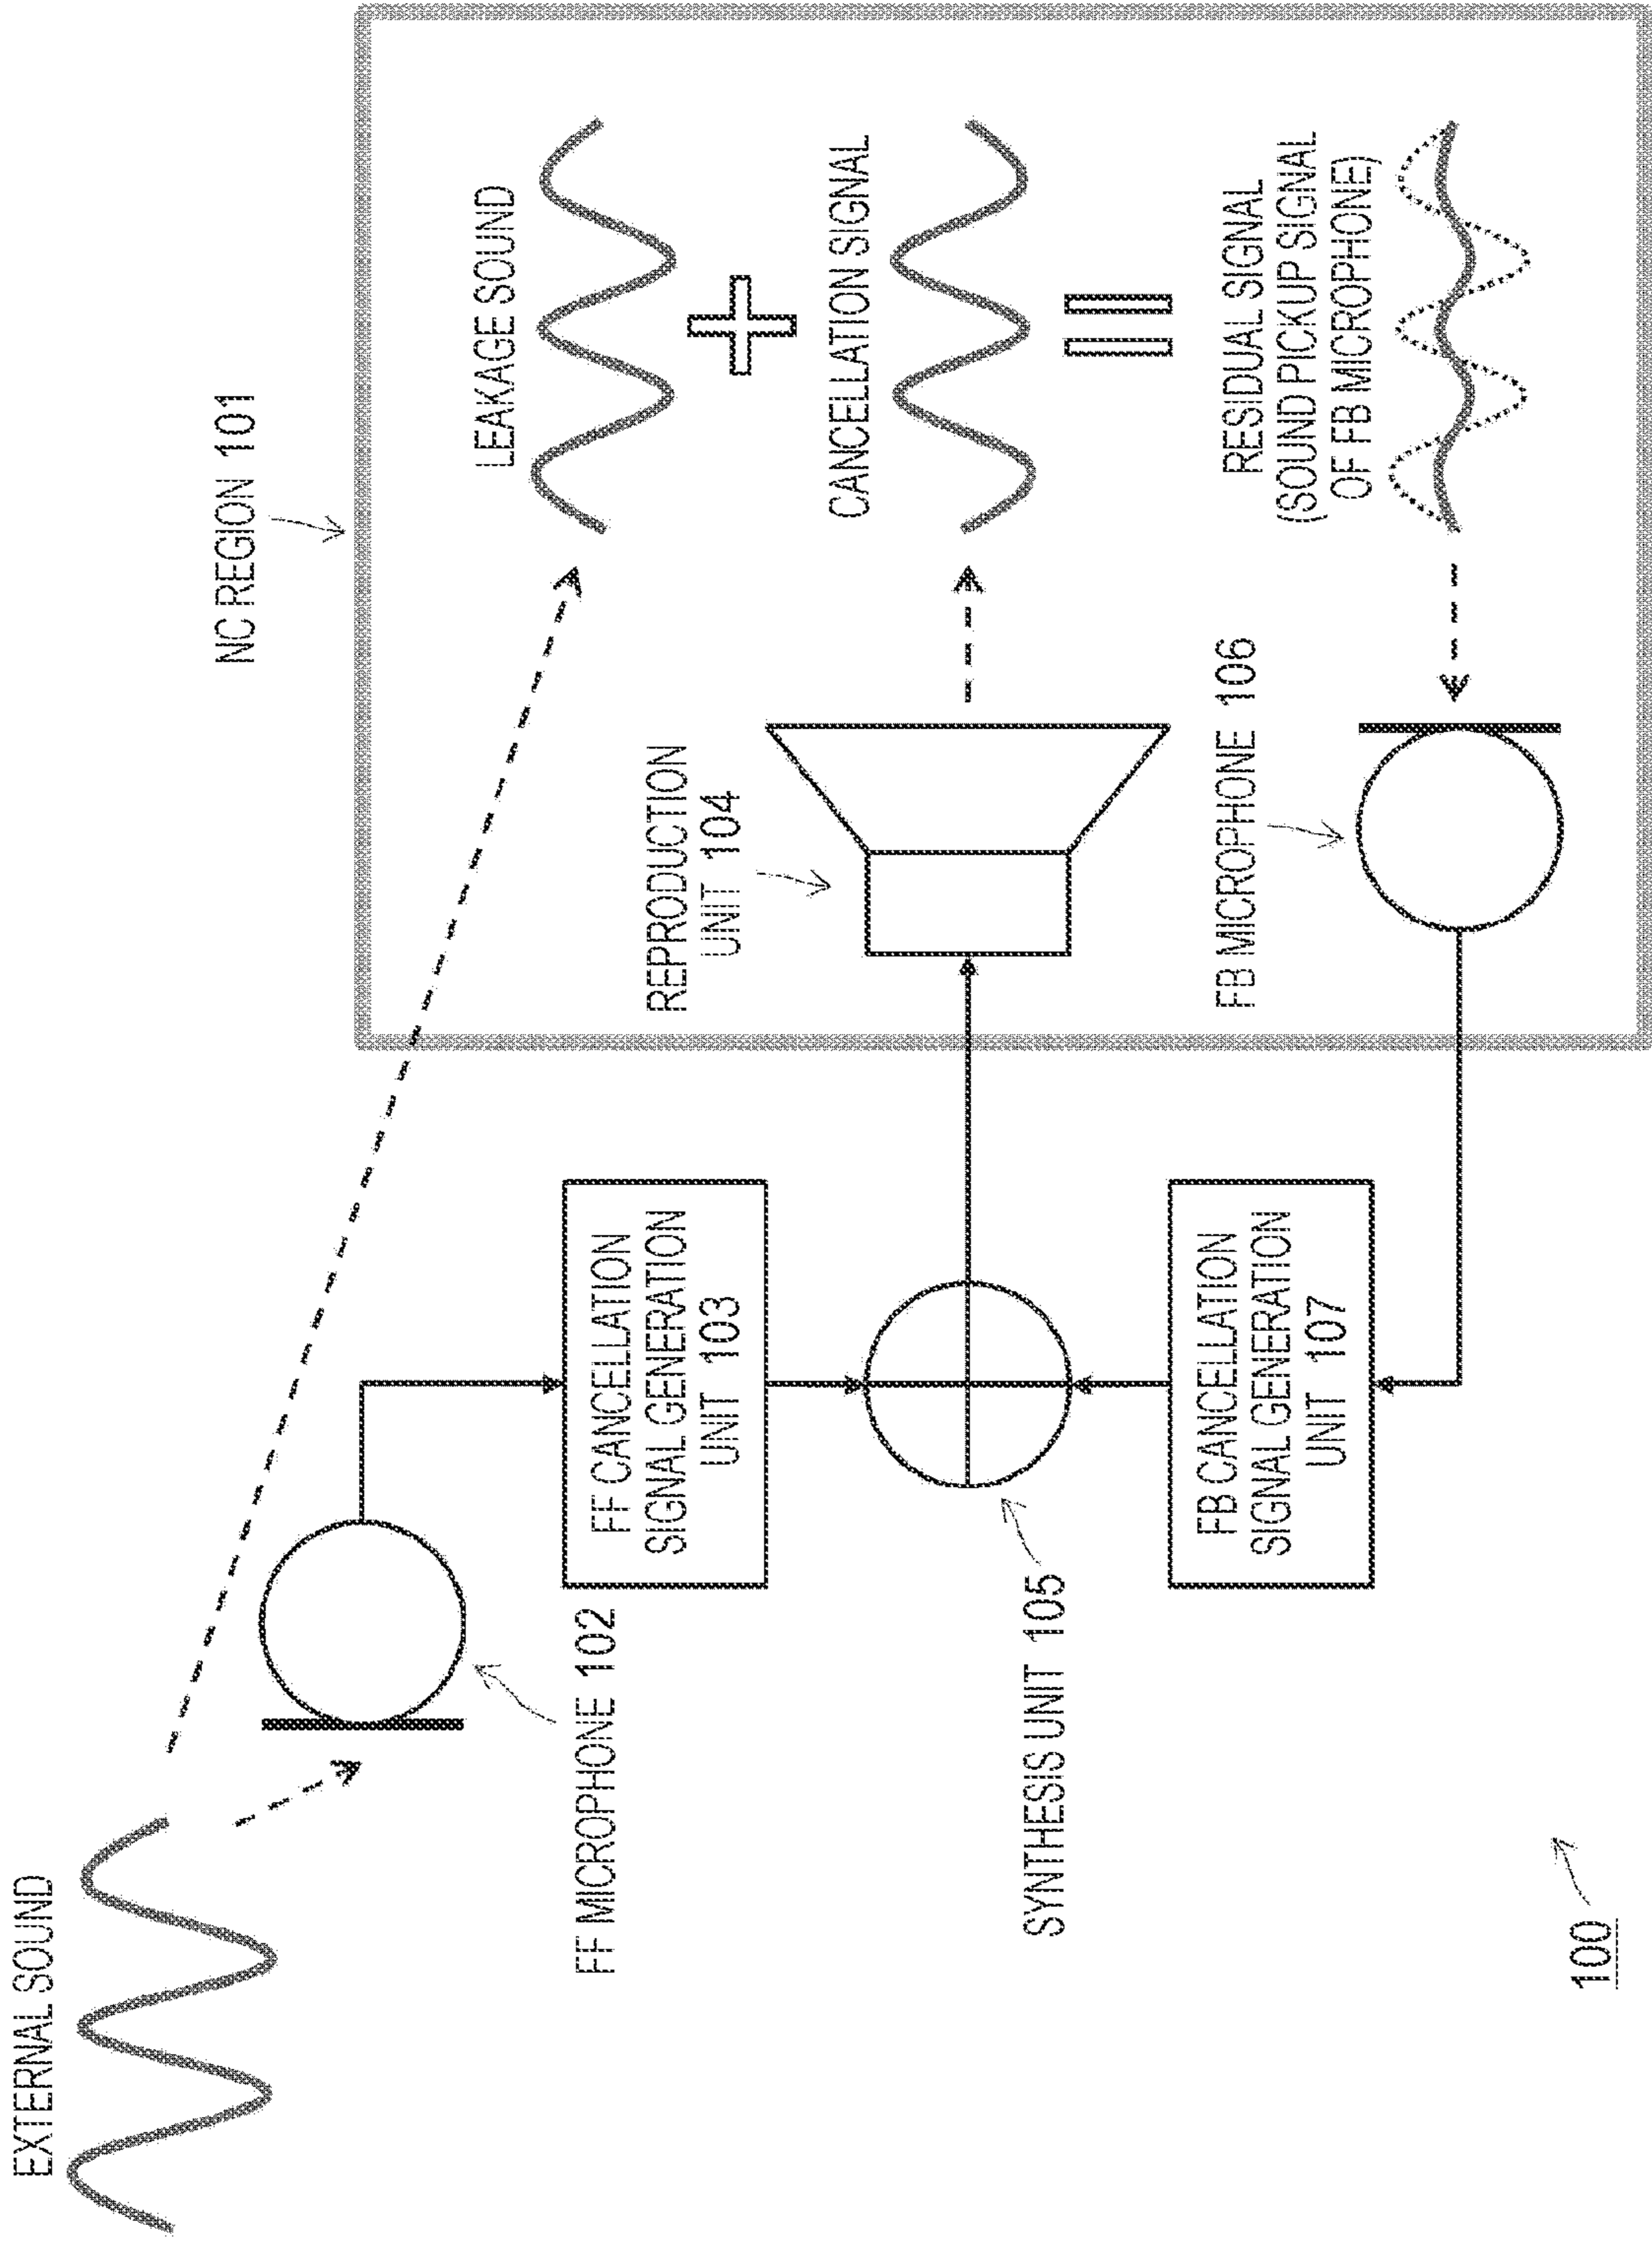 EXTERNAL SOUND
NC REGION 101
LEAKAGE SOUND
FF MICROPHONE 102
FF CANCELLATION
SIGNAL GENERATION
UNIT 103
REPRODUCTION
UNIT 104
CANCELLATION SIGNAL
SYNTHESIS UNIT 105
FB CANCELLATION
SIGNAL GENERATION
UNIT 107
FB MICROPHONE 106
RESIDUAL SIGNAL
(SOUND PICKUP SIGNAL
OF FB MICROPHONE)
100